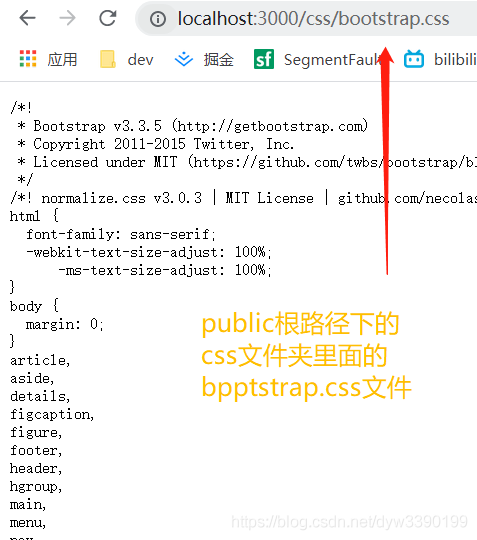 localhost:3000/css/bootstrap.css
应用 dev 掘金 SegmentFault bilibili
/*!
 * Bootstrap v3.3.5 (http://getbootstrap.com)
 * Copyright 2011-2015 Twitter, Inc.
 * Licensed under MIT (https://github.com/twbs/bootstrap/bl
 */
/*! normalize.css v3.0.3 | MIT License | github.com/necolas
html {
  font-family: sans-serif;
  -webkit-text-size-adjust: 100%;
      -ms-text-size-adjust: 100%;
}
body {
  margin: 0;
}
article,
aside,
details,
figcaption,
figure,
footer,
header,
hgroup,
main,
menu,
public根路径下的
css文件夹里面的
bpptstrap.css文件
https://blog.csdn.net/dyw3390199